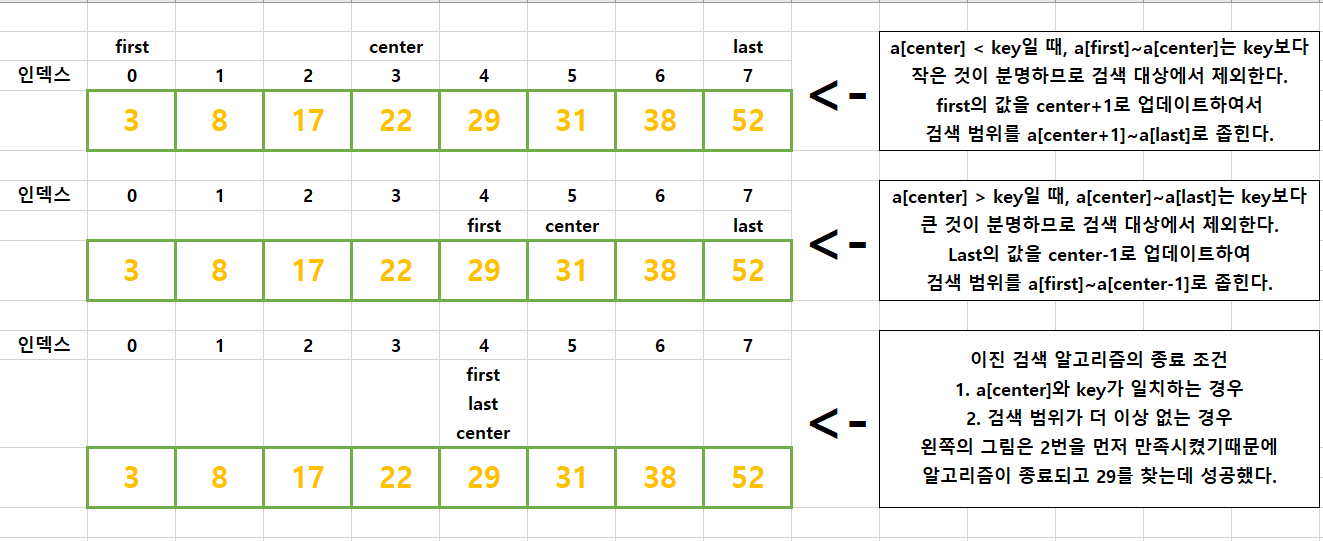 first center last
인덱스 0 1 2 3 4 5 6 7
3 8 17 22 29 31 38 52
<-
a[center] < key일 때, a[first]~a[center]는 key보다
작은 것이 분명하므로 검색 대상에서 제외한다.
first의 값을 center+1로 업데이트하여서
검색 범위를 a[center+1]~a[last]로 좁힌다.
인덱스 0 1 2 3 4 5 6 7
first center last
3 8 17 22 29 31 38 52
<-
a[center] > key일 때, a[center]~a[last]는 key보다
큰 것이 분명하므로 검색 대상에서 제외한다.
Last의 값을 center-1로 업데이트하여
검색 범위를 a[first]~a[center-1]로 좁힌다.
인덱스 0 1 2 3 4 5 6 7
first
last
center
3 8 17 22 29 31 38 52
<-
이진 검색 알고리즘의 종료 조건
1. a[center]와 key가 일치하는 경우
2. 검색 범위가 더 이상 없는 경우
왼쪽의 그림은 2번을 먼저 만족시켰기때문에
알고리즘이 종료되고 29를 찾는데 성공했다.